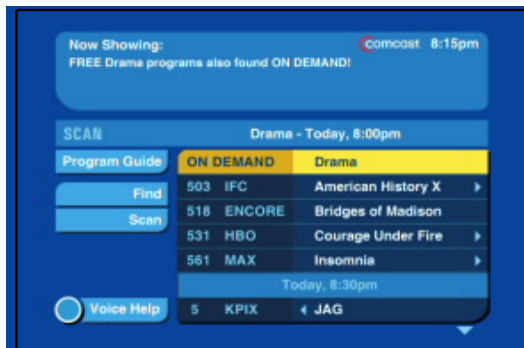 Now Showing:
comcast 8:15pm
FREE Drama programs also found ON DEMAND!
SCAN
Drama - Today, 8:00pm
Program Guide
Find
Scan
ON DEMAND Drama
503 IFC American History X
518 ENCORE Bridges of Madison
531 HBO Courage Under Fire
561 MAX Insomnia
Today, 8:30pm
Voice Help
5 KPIX JAG